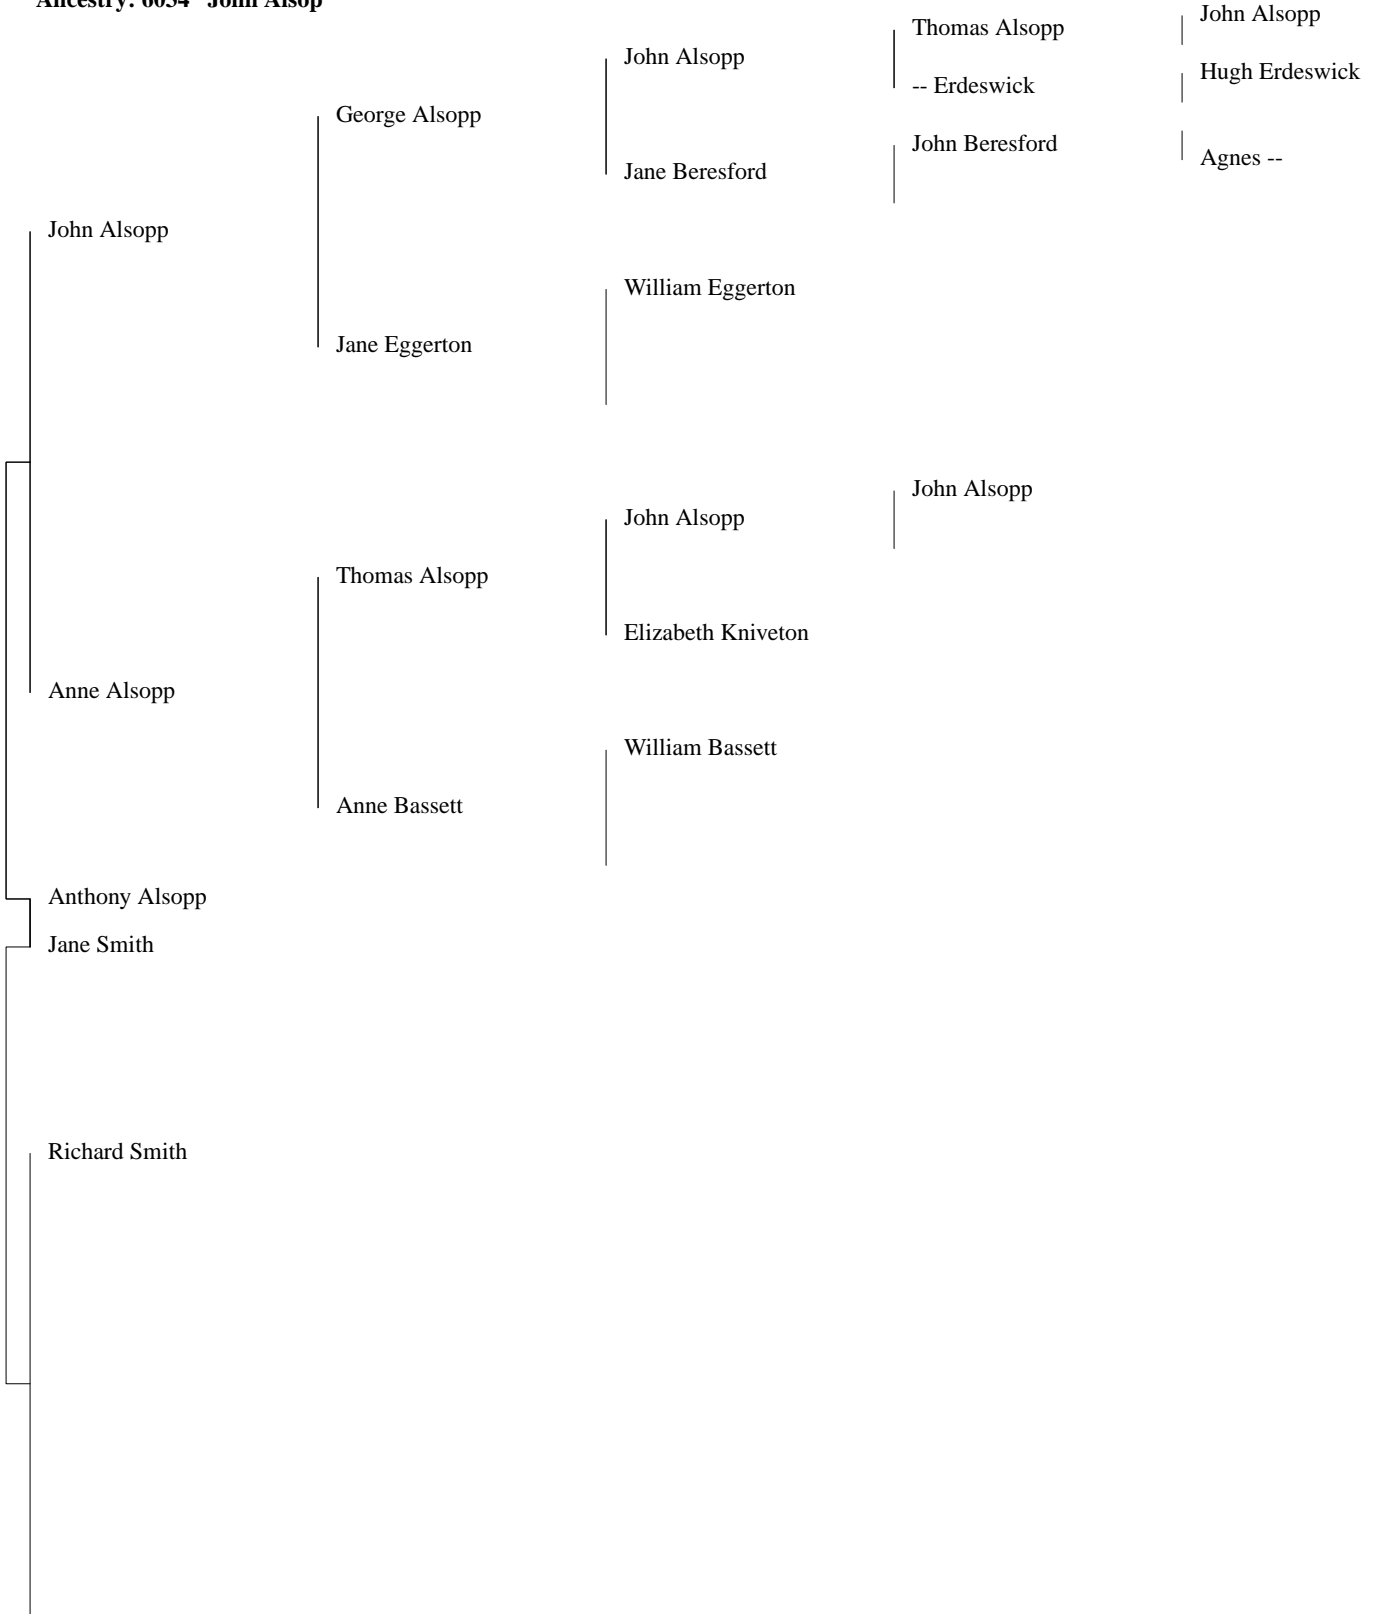 Ancestry: 6054 John Alsop
John Alsopp
Thomas Alsopp
John Alsopp
Hugh Erdeswick
-- Erdeswick
George Alsopp
John Beresford
Agnes --
Jane Beresford
John Alsopp
William Eggerton
Jane Eggerton
John Alsopp
John Alsopp
Thomas Alsopp
Elizabeth Kniveton
Anne Alsopp
William Bassett
Anne Bassett
Anthony Alsopp
Jane Smith
Richard Smith